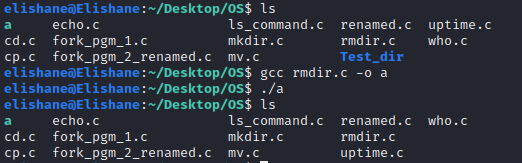 elishane@Elishane:~/Desktop/OS$ ls
a echo.c ls_command.c renamed.c uptime.c
cd.c fork_pgm_1.c mkdir.c rmdir.c who.c
cp.c fork_pgm_2_renamed.c mv.c Test_dir
elishane@Elishane:~/Desktop/OS$ gcc rmdir.c -o a
elishane@Elishane:~/Desktop/OS$ ./a
elishane@Elishane:~/Desktop/OS$ ls
a echo.c ls_command.c renamed.c who.c
cd.c fork_pgm_1.c mkdir.c rmdir.c
cp.c fork_pgm_2_renamed.c mv.c uptime.c